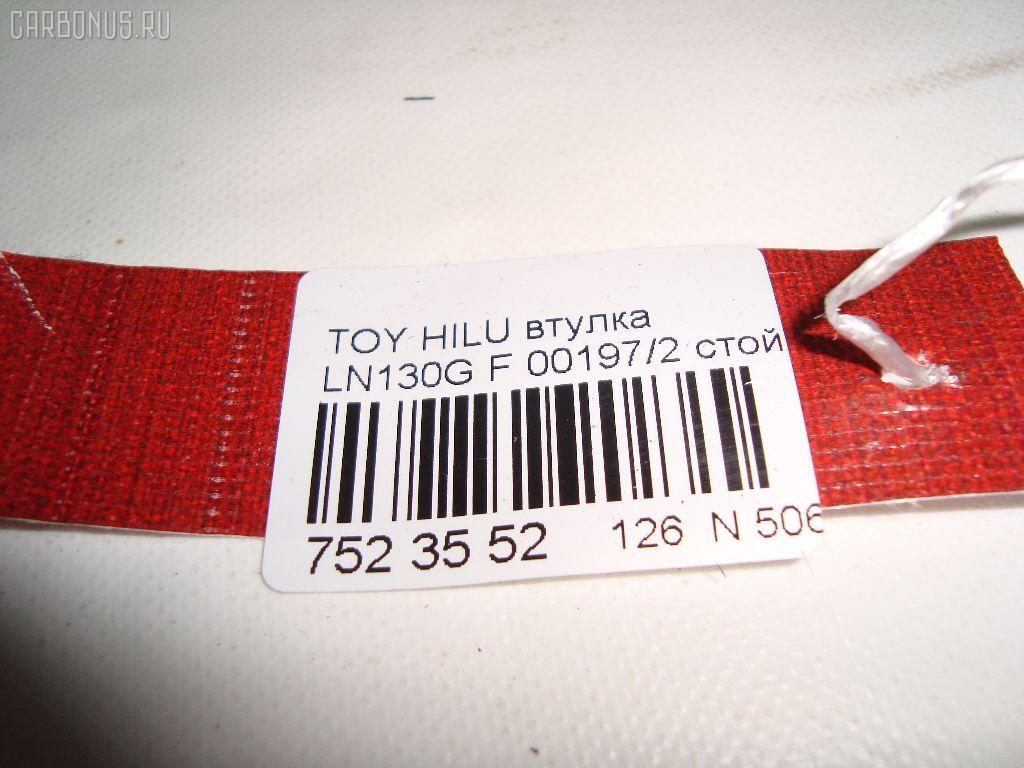 CARBONUS.RU
TOY HILU втулка
LN130G F 00197/2 стой
752 35 52 126 N 506